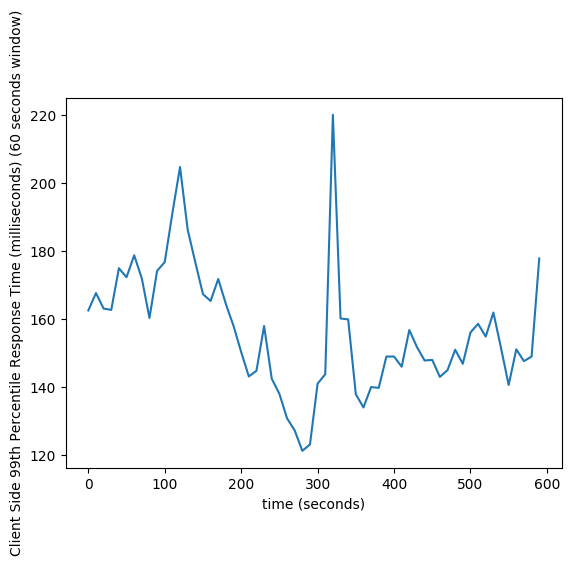 Client Side 99th Percentile Response Time (milliseconds) (60 seconds window)
220
200
180
160
140
120
0 100 200 300 400 500 600
time (seconds)